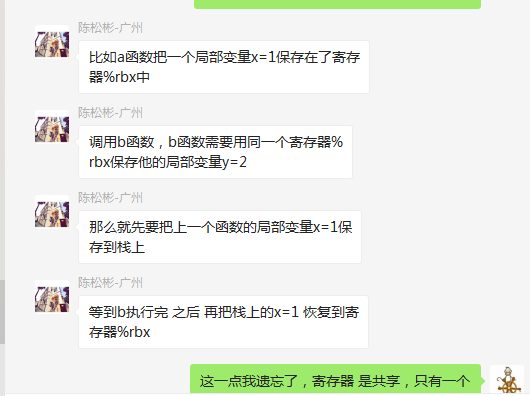 陈松彬-广州
比如a函数把一个局部变量x=1保存在了寄存
器%rbx中
陈松彬-广州
调用b函数，b函数需要用同一个寄存器%
rbx保存他的局部变量y=2
陈松彬-广州
那么就先要把上一个函数的局部变量x=1保
存到栈上
陈松彬-广州
等到b执行完 之后 再把栈上的x=1 恢复到寄
存器%rbx
这一点我遗忘了，寄存器 是共享，只有一个